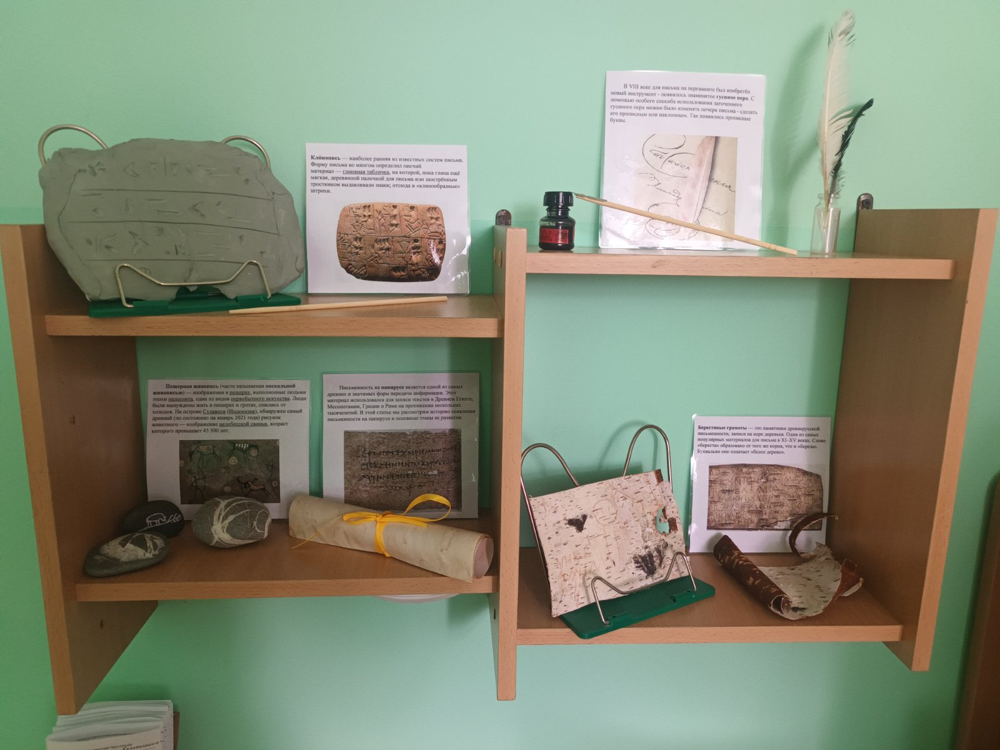 Кли́нопись — наиболее ранняя из известных систем письма.
Форму письма во многом определил писчий
материал — глиняная табличка, на которой, пока глина ещё
мягкая, деревянной палочкой для письма или заострённым
тростником выдавливали знаки; отсюда и «клинообразные»
штрихи.
В VIII веке для письма на пергаменте был изобретён
новый инструмент - появилось знаменитое гусиное перо. С
помощью особого способа использования заточенного
гусиного пера можно было изменять почерк письма - сделать
его прописным или наклонным. Так появились прописные
буквы.
Пещерная живопись (часто называемая наскальной
живописью) — изображения в пещерах, выполненные людьми
эпохи палеолита, один из видов первобытного искусства. Люди
были вынуждены жить в пещерах и гротах, спасаясь от
холодов. На острове Сулавеси (Индонезия), обнаружен самый
древний (по состоянию на январь 2021 года) рисунок
животного — изображение целебесской свиньи, возраст
которого превышает 45 500 лет.
Письменность на папирусе является одной из самых
древних и значимых форм передачи информации. Этот
материал использовался для записи текстов в Древнем Египте,
Месопотамии, Греции и Риме на протяжении нескольких
тысячелетий. В этой статье мы рассмотрим историю появления
письменности на папирусе и основные этапы ее развития.
Берестяные грамоты — это памятники древнерусской
письменности, записи на коре деревьев. Один из самых
популярных материалов для письма в XI–XV веках. Слово
«береста» образовано от того же корня, что и «береза».
Буквально оно означает «белое дерево».